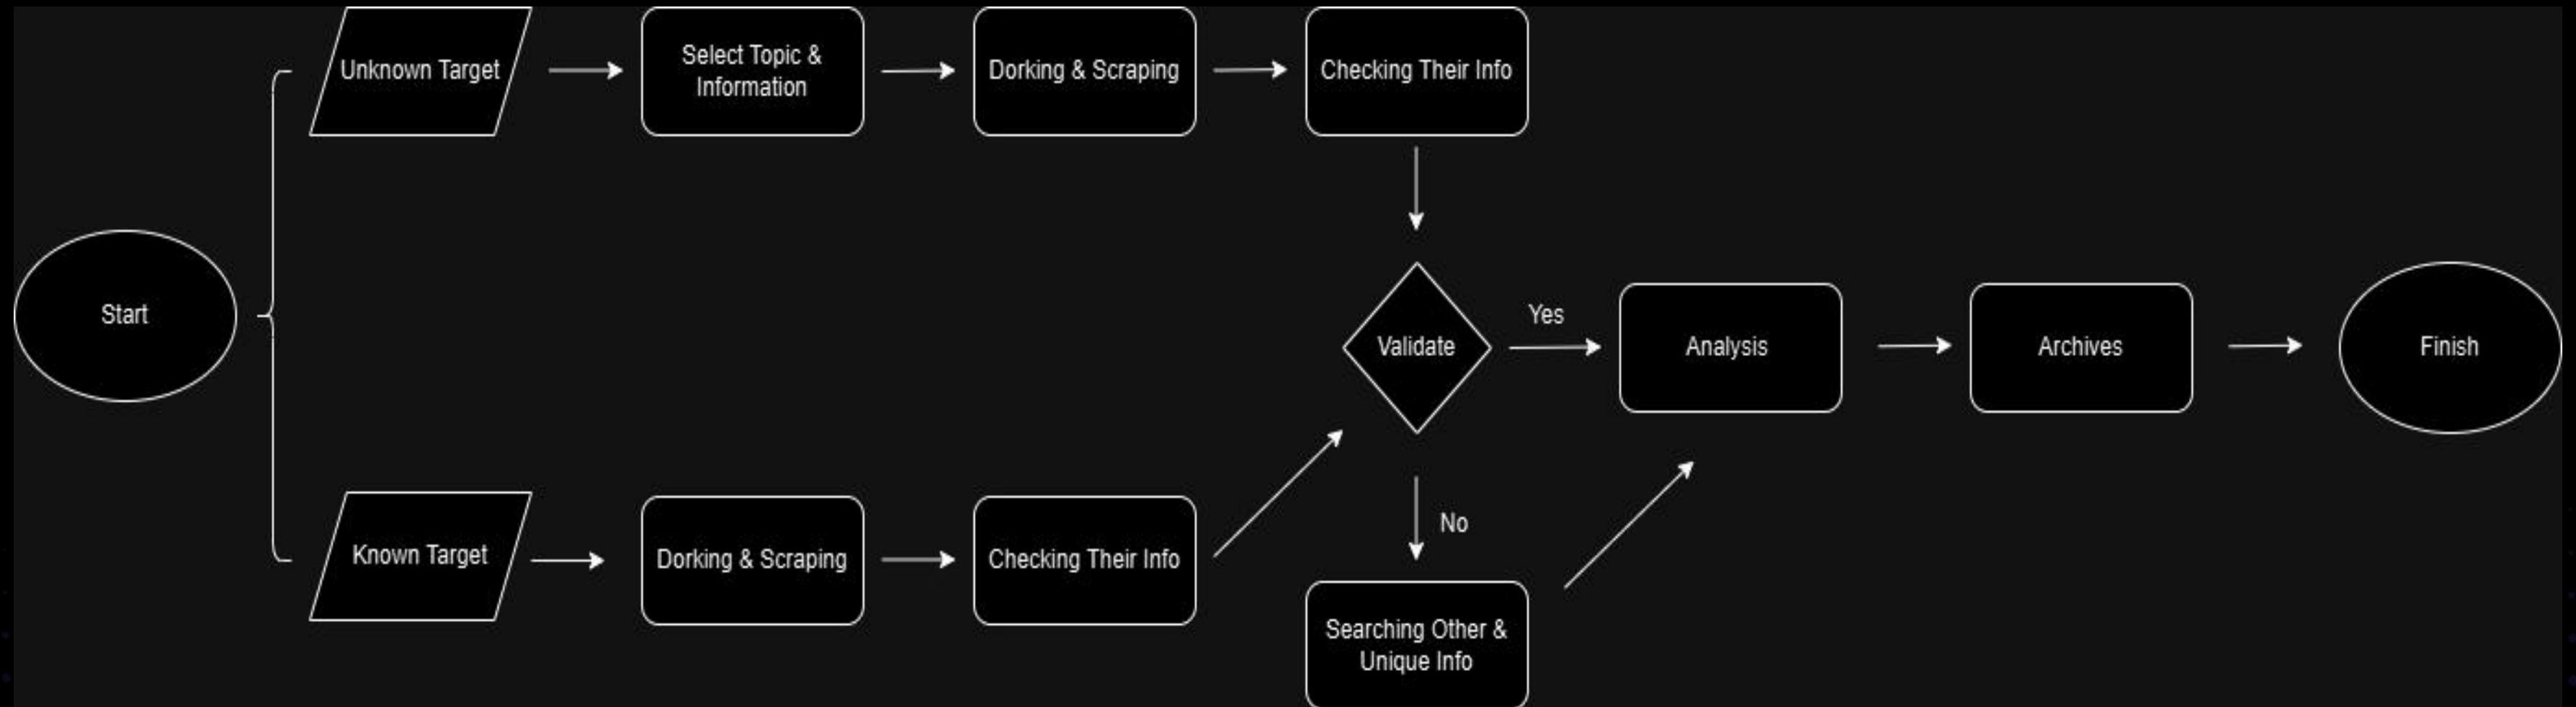 Unknown Target
Select Topic &
Information
Dorking & Scraping
Checking Their Info
Start
Validate
Yes
Analysis
Archives
Finish
No
Known Target
Dorking & Scraping
Checking Their Info
Searching Other &
Unique Info